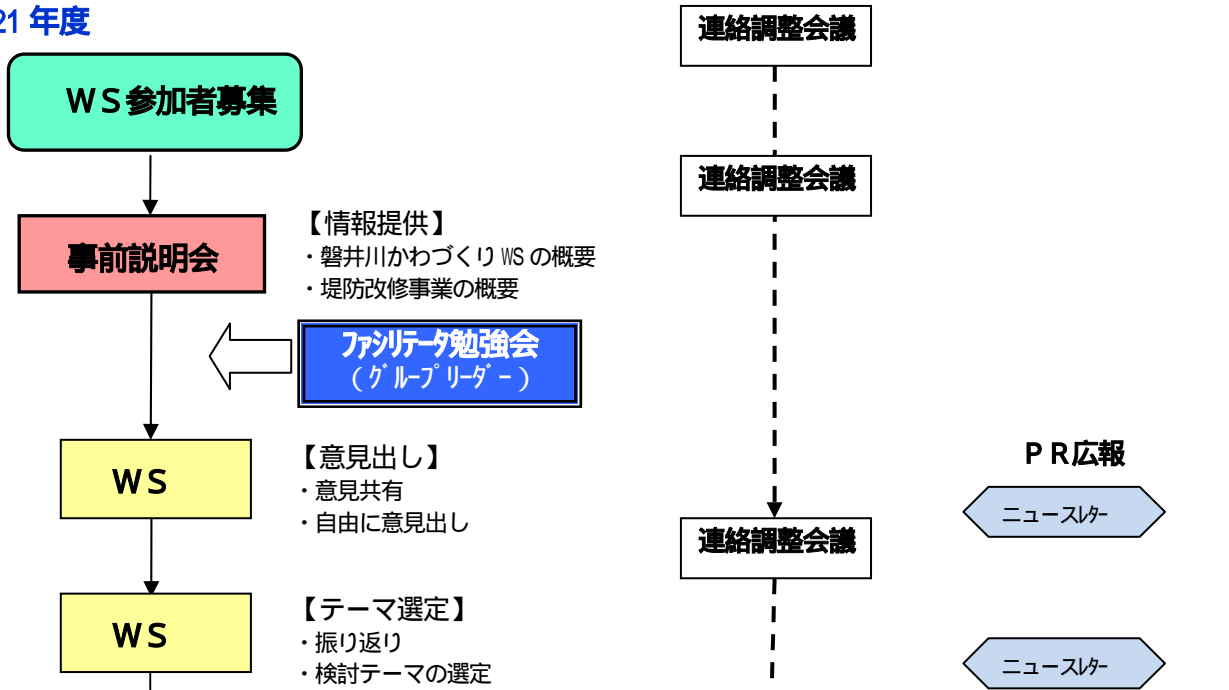 21 年度
連絡調整会議
ＷＳ参加者募集
連絡調整会議
事前説明会
【情報提供】
・磐井川かわづくり WS の概要
・堤防改修事業の概要
ﾌｧｼﾘﾃｰﾀ勉強会
（ｸﾞﾙｰﾌﾟﾘｰﾀﾞｰ）
ＷＳ
【意見出し】
・意見共有
・自由に意見出し
ＰＲ広報
ニュースﾚﾀｰ
連絡調整会議
ＷＳ
【テーマ選定】
・振り返り
・検討テーマの選定
ニュースﾚﾀｰ